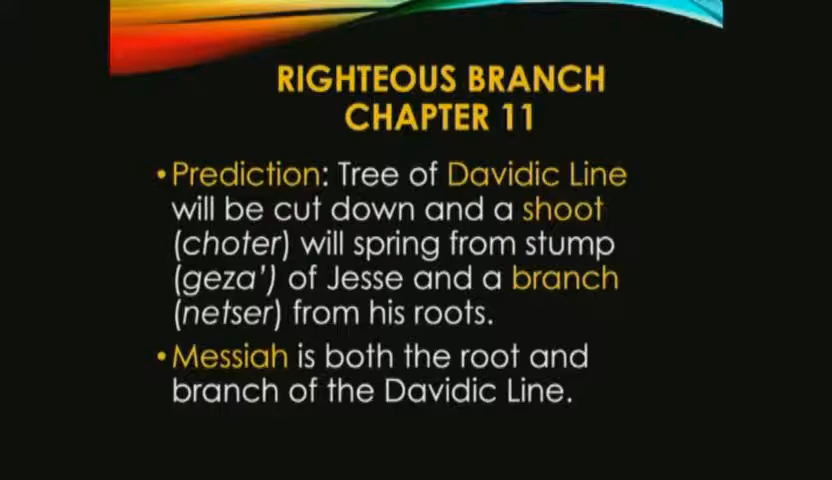 RIGHTEOUS BRANCH
CHAPTER 11
•Prediction: Tree of Davidic Line
will be cut down and a shoot
(choter) will spring from stump
(geza') of Jesse and a branch
(netser) from his roots.
•Messiah is both the root and
branch of the Davidic Line.